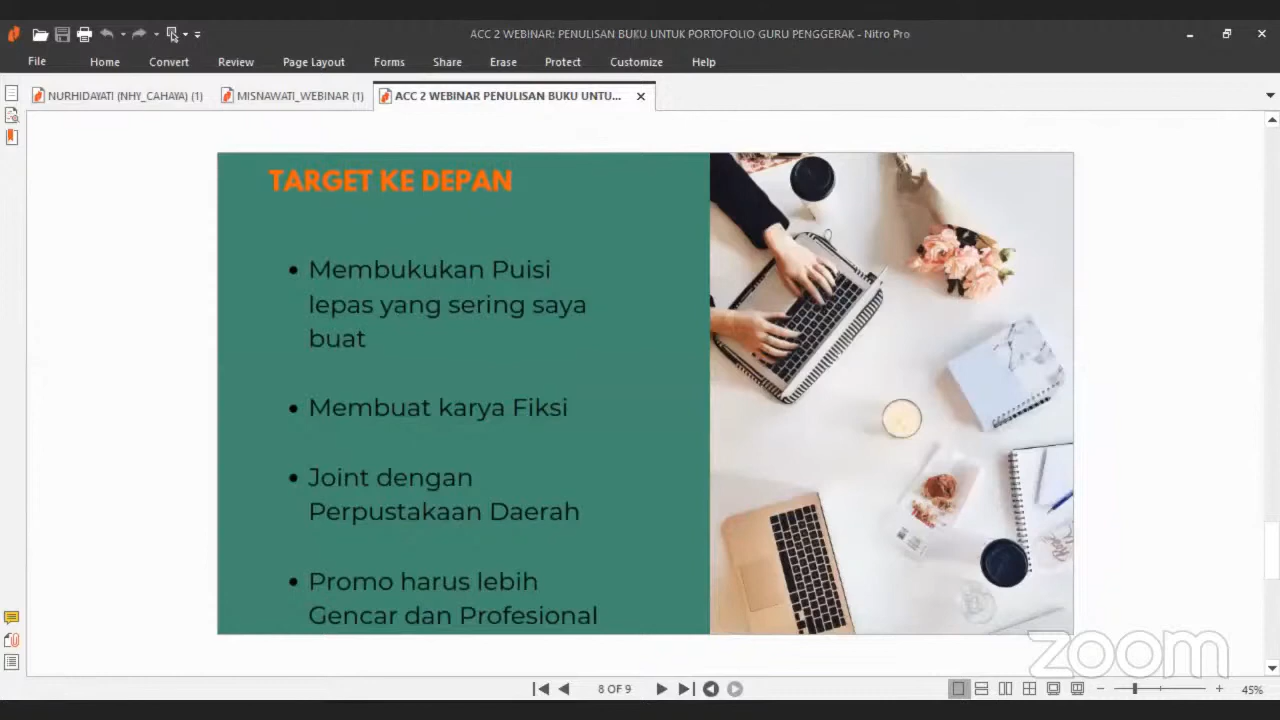 ACC 2 WEBINAR: PENULISAN BUKU UNTUK PORTOFOLIO GURU PENGGERAK - Nitro Pro
File Home Convert Review Page Layout Forms Share Erase Protect Customize Help
NURHIDAYATI (NHY_CAHAYA) (1) MISNAWATI_WEBINAR (1) ACC 2 WEBINAR PENULISAN BUKU UNTU...
TARGET KE DEPAN
• Membukukan Puisi
lepas yang sering saya
buat
• Membuat karya Fiksi
• Joint dengan
Perpustakaan Daerah
• Promo harus lebih
Gencar dan Profesional
zoom
8 OF 9
45%